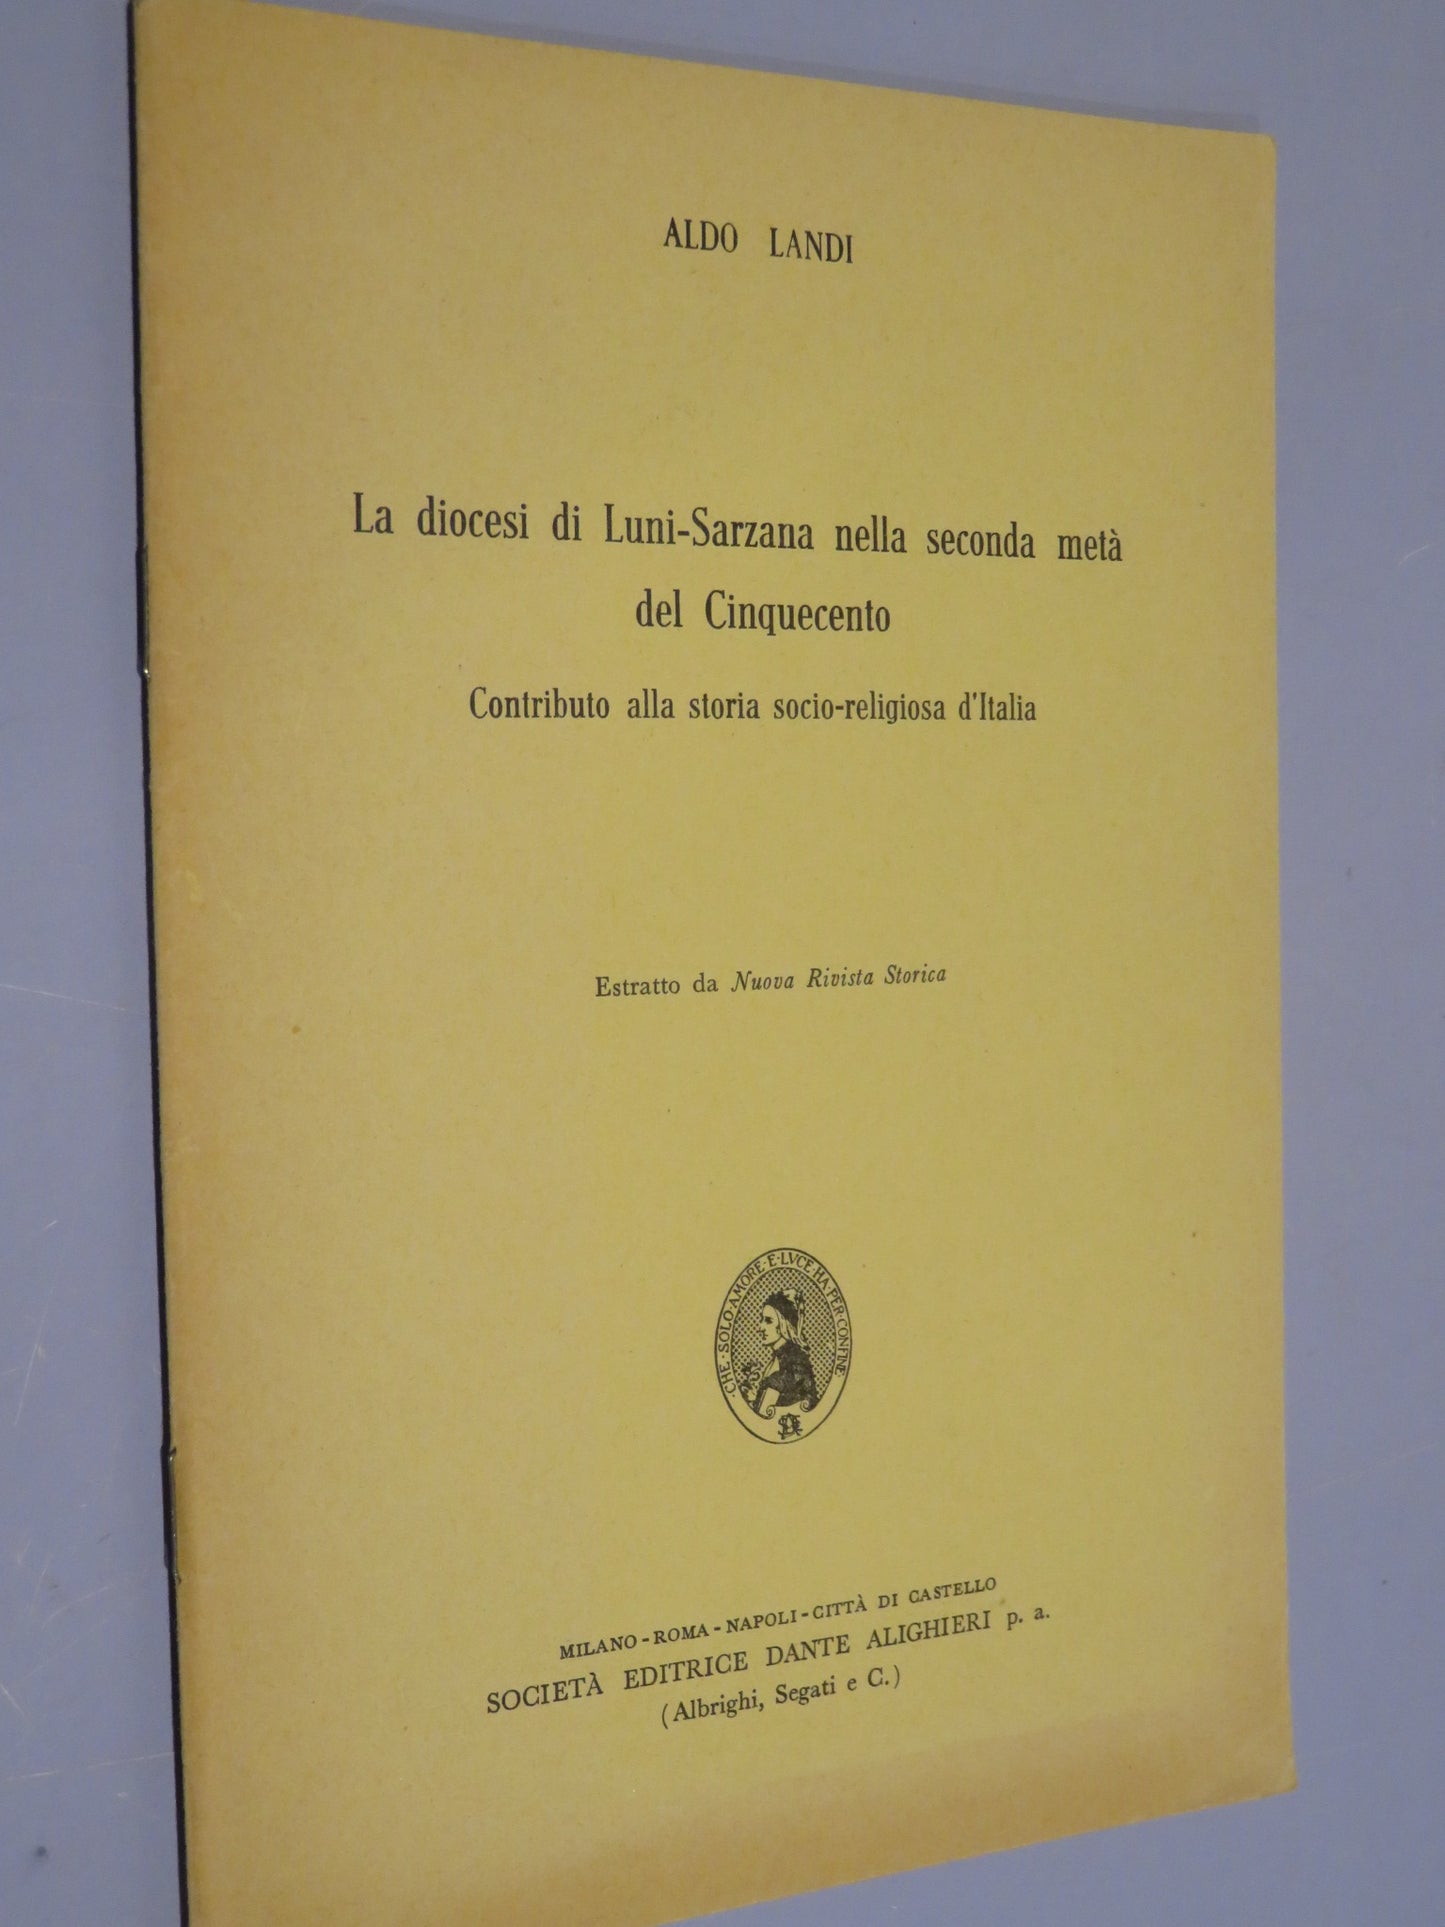 ALDO LANDI
La diocesi di Luni-Sarzana nella seconda metà
del Cinquecento
Contributo alla storia socio-religiosa d'Italia
Estratto da Nuova Rivista Storica
·CHE·SOLO·AMORE·E·LVCE·HA·PER·CONFINE·
MILANO - ROMA - NAPOLI - CITTÀ DI CASTELLO
SOCIETÀ EDITRICE DANTE ALIGHIERI p. a.
(Albrighi, Segati e C.)